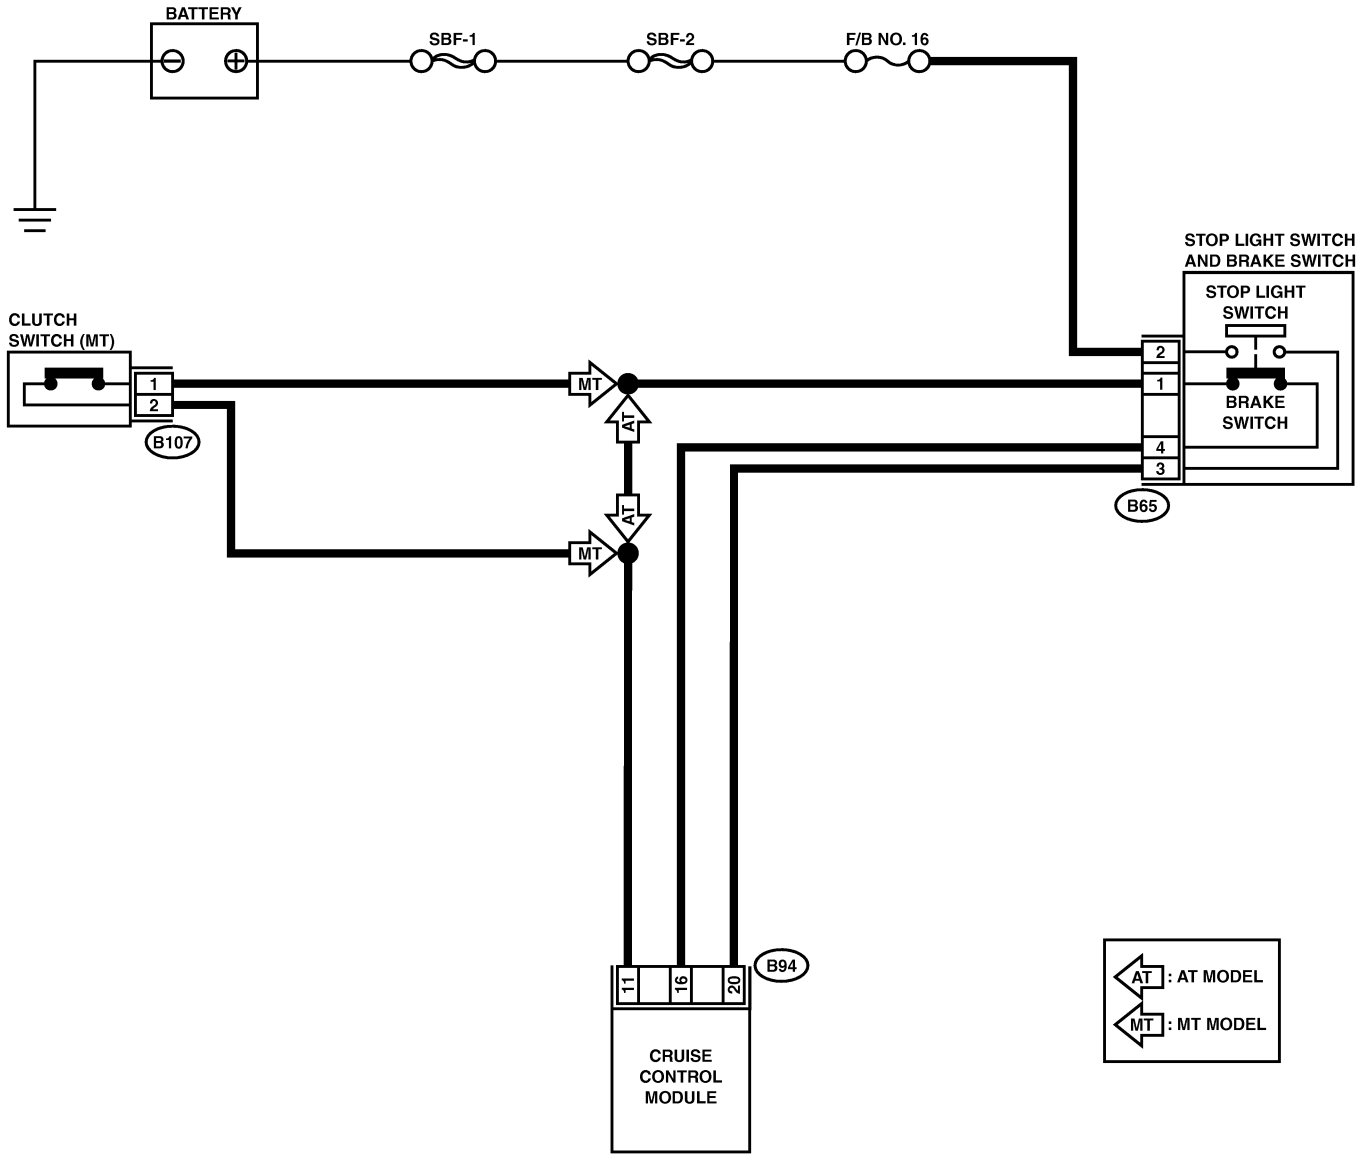 BATTERY
SBF-1
SBF-2
F/B NO. 16
STOP LIGHT SWITCH
AND BRAKE SWITCH
STOP LIGHT
SWITCH
2
1
BRAKE
SWITCH
4
3
B65
CLUTCH
SWITCH (MT)
1
2
B107
MT
AT
AT
MT
B94
11
16
20
CRUISE
CONTROL
MODULE
AT : AT MODEL
MT : MT MODEL